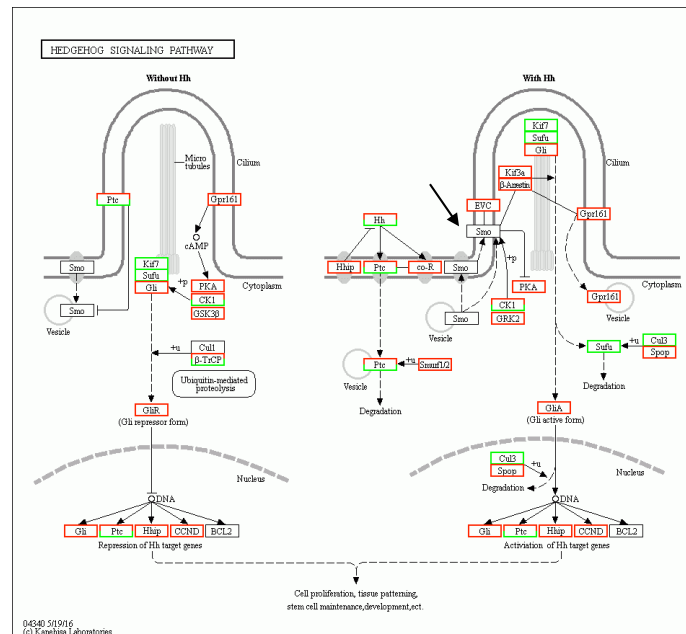 HEDGEHOG SIGNALING PATHWAY
Without Hh
With Hh
Micro
tubules
Cilium
Ptc
Gpr161
cAMP
Smo
Kif7
Sufu
Gli
+p
PKA
CK1
GSK3β
Cytoplasm
Smo
Vesicle
+u
Cul1
β-TrCP
Ubiquitin-mediated
proteolysis
GliR
(Gli repressor form)
Nucleus
DNA
Gli
Ptc
Hhip
CCND
BCL2
Repression of Hh target genes
Kif7
Sufu
Gli
Cilium
Kif3a
β-Arrestin
EVC
Gpr161
Hh
Smo
Hhip
Ptc
co-R
Smo
+p
PKA
Cytoplasm
Gpr161
Vesicle
CK1
GRK2
Smo
Vesicle
Ptc
+u
Smurf1/2
Vesicle
Degradation
Sufu
+u
Cul3
Spop
Degradation
GliA
(Gli active form)
Cul3
Spop
+u
Degradation
Nucleus
DNA
Gli
Ptc
Hhip
CCND
BCL2
Activiation of Hh target genes
Cell proliferation, tissue patterning,
stem cell maintenance,development,ect.
04340 5/19/16
(c) Kanehisa Laboratories